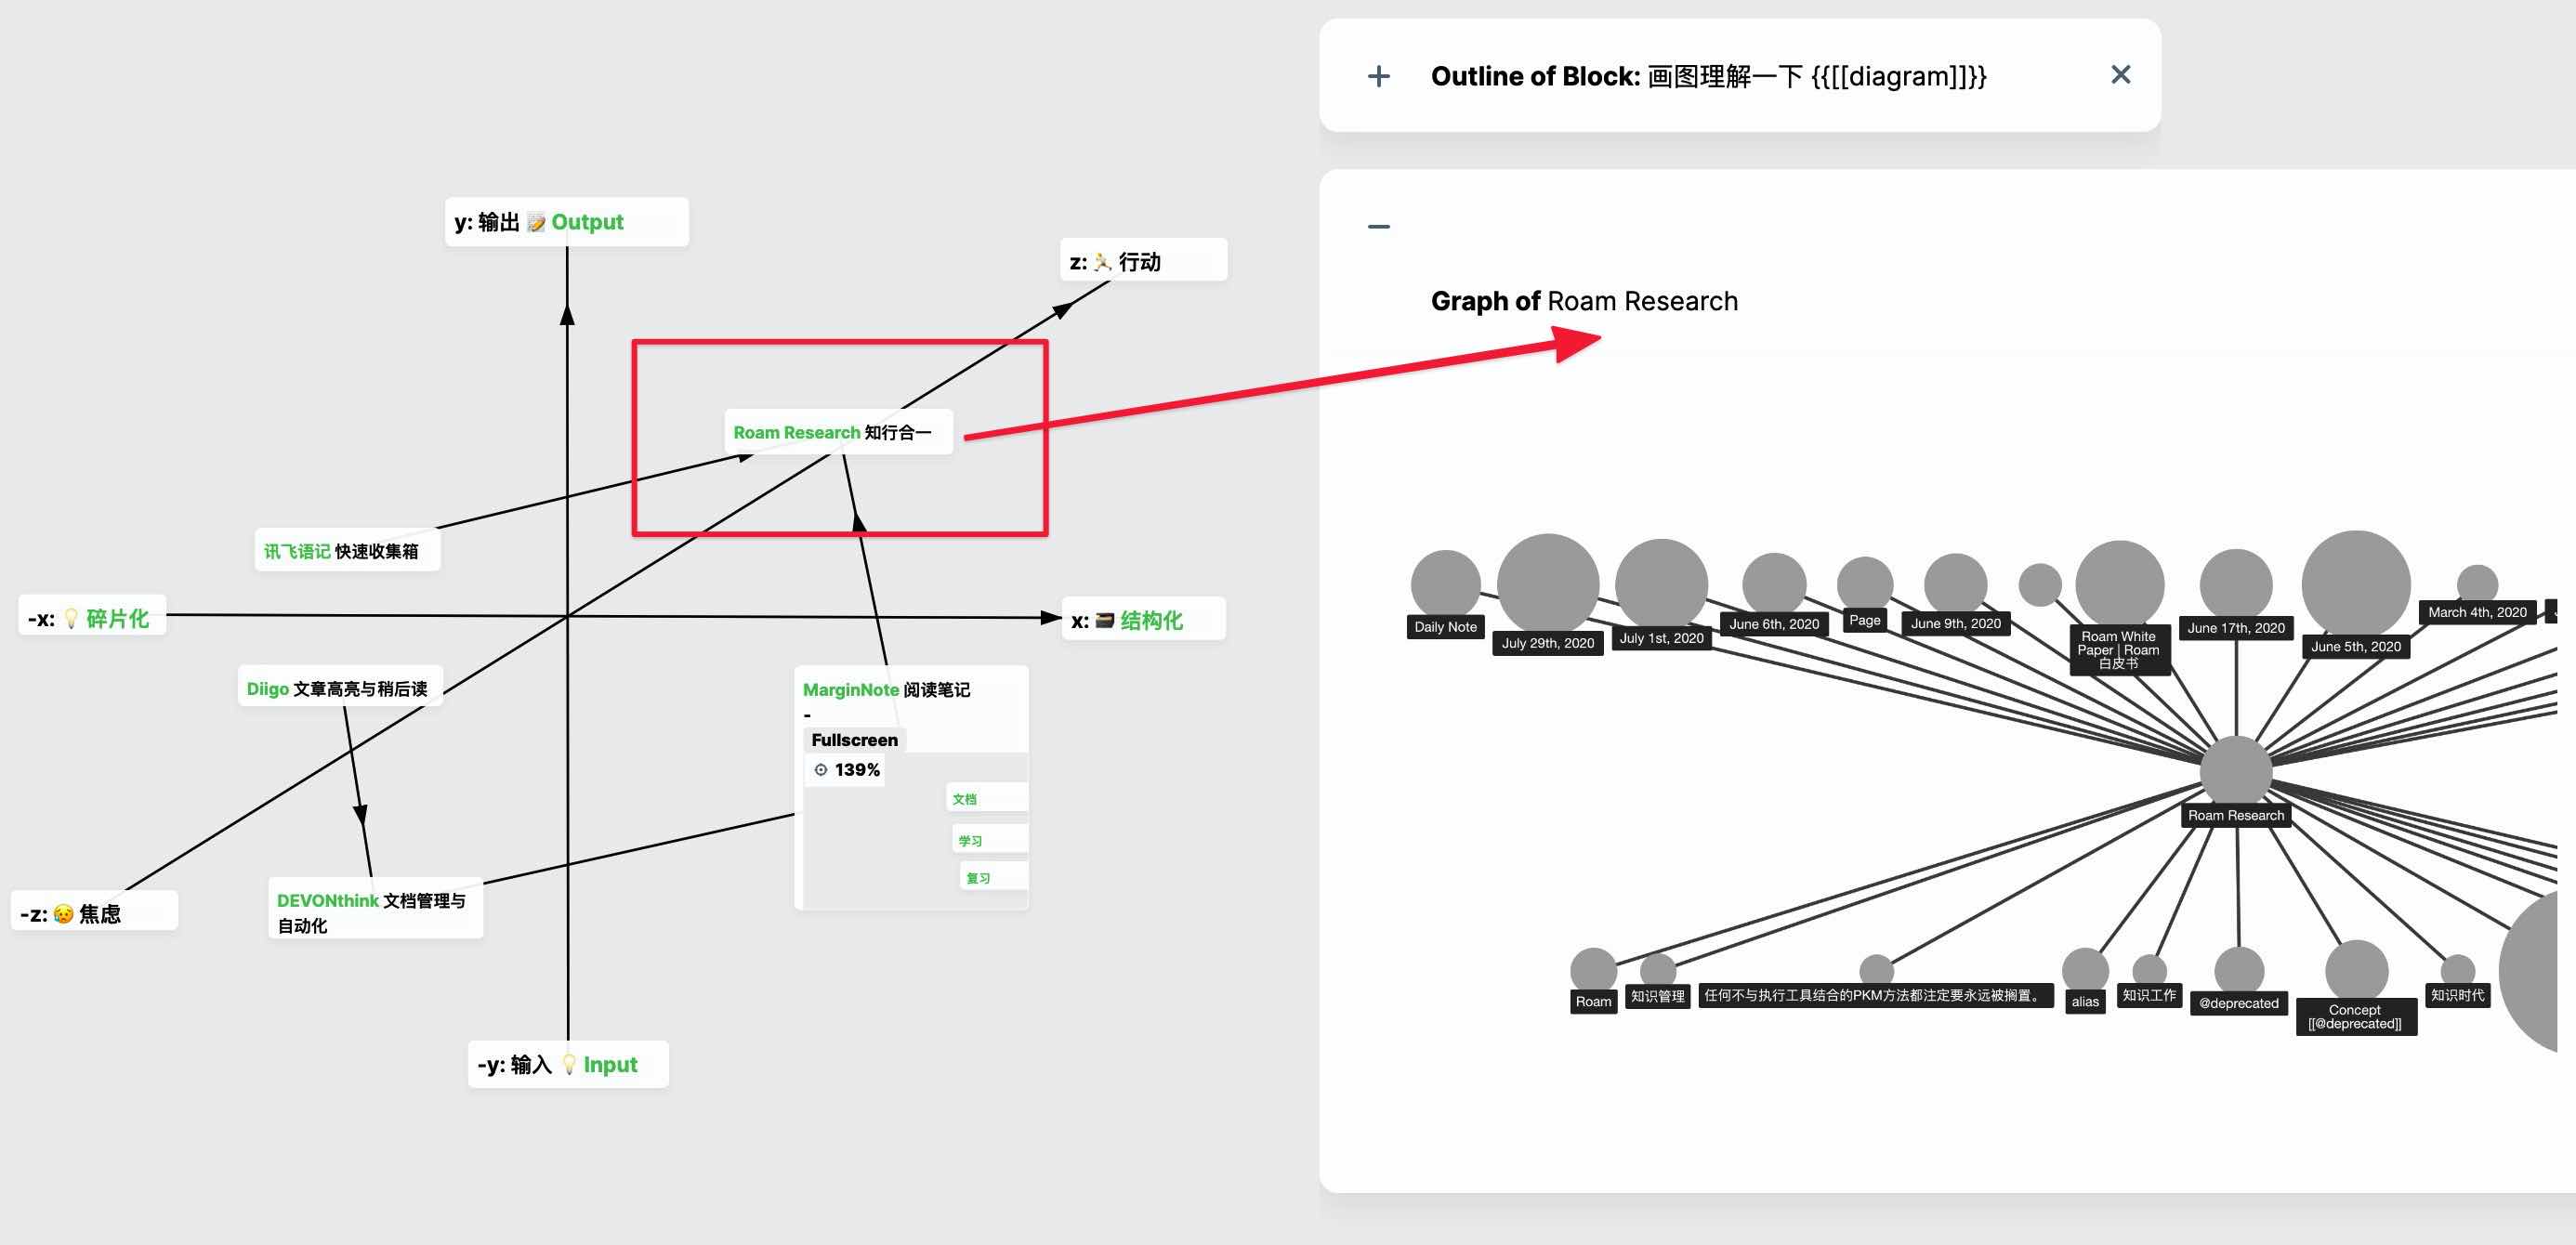 y: 输出 📝 Output
z: 🏃 行动
Roam Research 知行合一
讯飞语记 快速收集箱
-x: 💡 碎片化
x: 🗃️ 结构化
Diigo 文章高亮与稍后读
MarginNote 阅读笔记
-
Fullscreen
139%
文档
学习
复习
-z: 😥 焦虑
DEVONthink 文档管理与
自动化
-y: 输入 💡 Input
Outline of Block: 画图理解一下 {{[[diagram]]}}
Graph of Roam Research
Daily Note
July 29th, 2020
July 1st, 2020
June 6th, 2020
Page
June 9th, 2020
Roam White
Paper | Roam
白皮书
June 17th, 2020
June 5th, 2020
March 4th, 2020
Roam Research
Roam
知识管理
任何不与执行工具结合的PKM方法都注定要永远被搁置。
alias
知识工作
@deprecated
Concept
[[@deprecated]]
知识时代